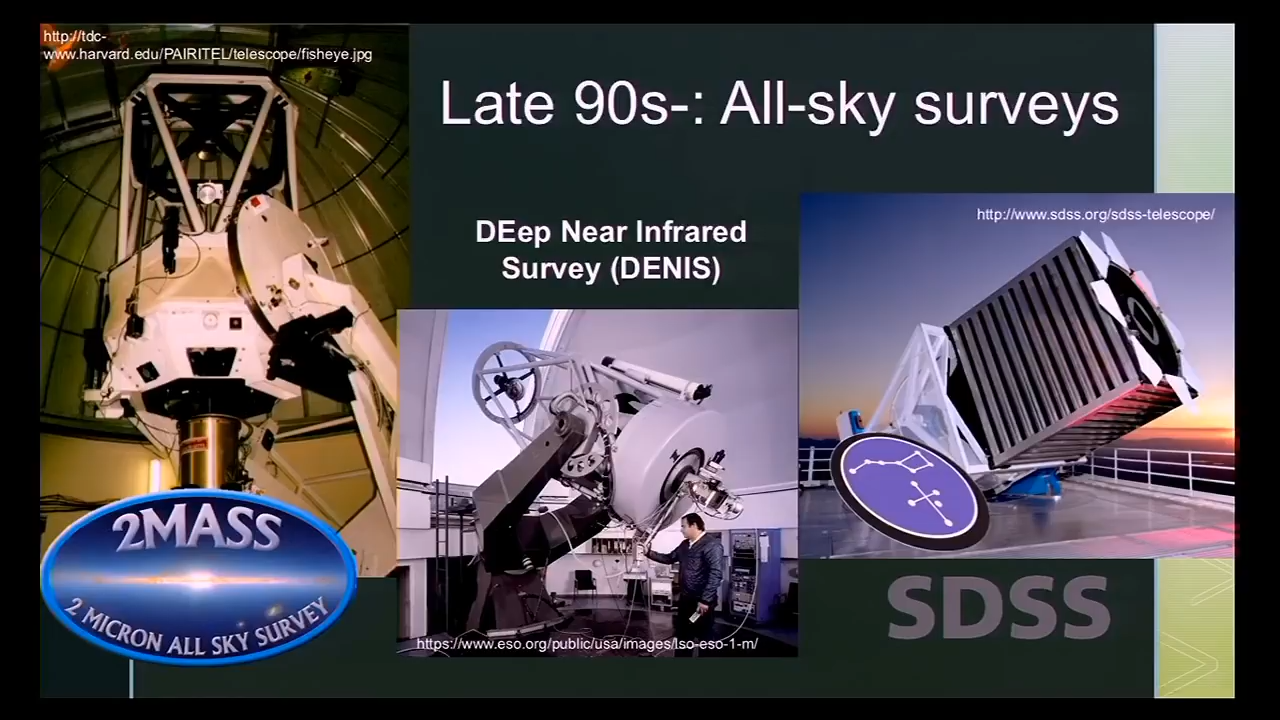 http://tdc-
www.harvard.edu/PAIRITEL/telescope/fisheye.jpg
Late 90s-: All-sky surveys
DEep Near Infrared
Survey (DENIS)
http://www.sdss.org/sdss-telescope/
2MASS
2 MICRON ALL SKY SURVEY
https://www.eso.org/public/usa/images/lso-eso-1-m/
SDSS